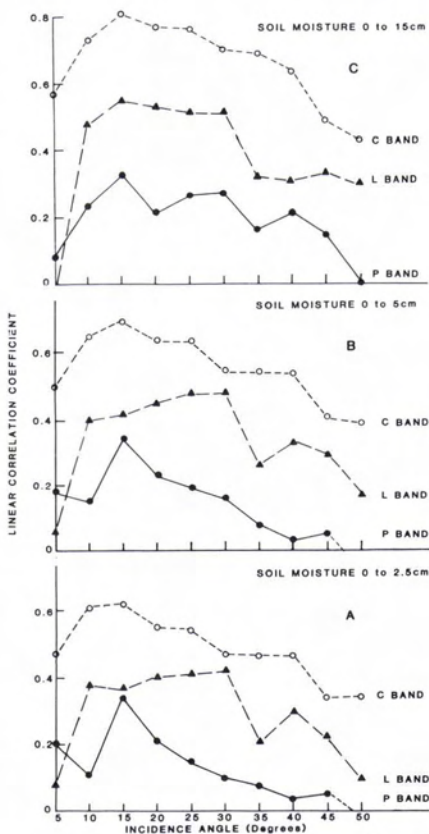 SOIL MOISTURE 0 to 15cm
0.8
C
0.6
C BAND
0.4
L BAND
0.2
P BAND
0
SOIL MOISTURE 0 to 5cm
0.6
B
0.4
C BAND
L BAND
0.2
P BAND
0
SOIL MOISTURE 0 to 2.5cm
0.6
A
0.4
C BAND
0.2
L BAND
P BAND
0
5 10 15 20 25 30 35 40 45 50
INCIDENCE ANGLE (Degrees)
LINEAR CORRELATION COEFFICIENT